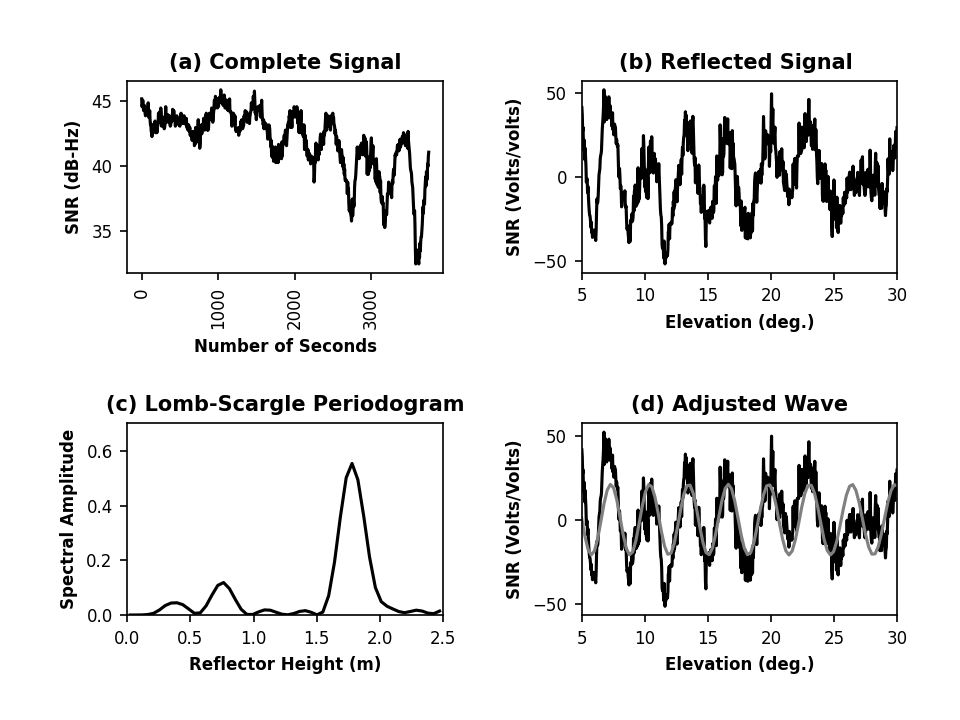 (a) Complete Signal
SNR (dB-Hz)
45
40
35
0
1000
2000
3000
Number of Seconds
(b) Reflected Signal
SNR (Volts/volts)
50
0
−50
5 10 15 20 25 30
Elevation (deg.)
(c) Lomb-Scargle Periodogram
Spectral Amplitude
0.6
0.4
0.2
0.0
0.0 0.5 1.0 1.5 2.0 2.5
Reflector Height (m)
(d) Adjusted Wave
SNR (Volts/Volts)
50
0
−50
5 10 15 20 25 30
Elevation (deg.)